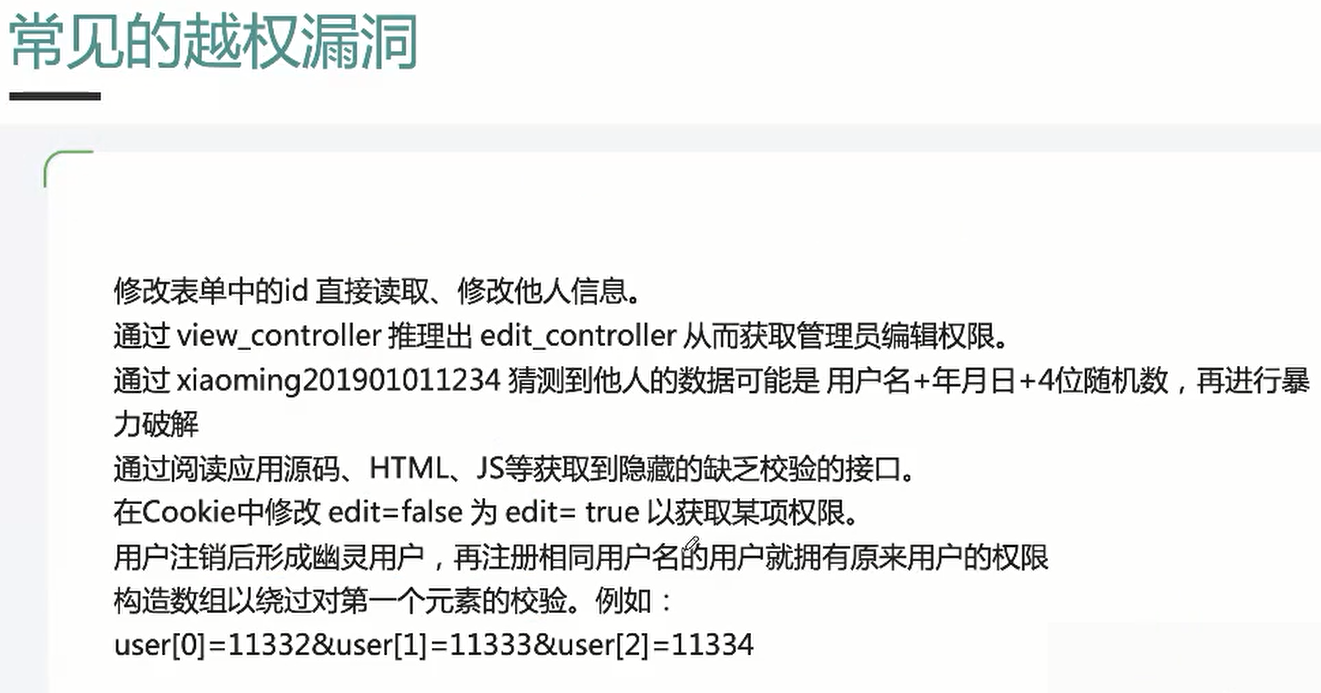 常见的越权漏洞
修改表单中的id 直接读取、修改他人信息。
通过 view_controller 推理出 edit_controller 从而获取管理员编辑权限。
通过 xiaoming201901011234 猜测到他人的数据可能是 用户名+年月日+4位随机数，再进行暴
力破解
通过阅读应用源码、HTML、JS等获取到隐藏的缺乏校验的接口。
在Cookie中修改 edit=false 为 edit= true 以获取某项权限。
用户注销后形成幽灵用户，再注册相同用户名的用户就拥有原来用户的权限
构造数组以绕过对第一个元素的校验。例如：
user[0]=11332&user[1]=11333&user[2]=11334